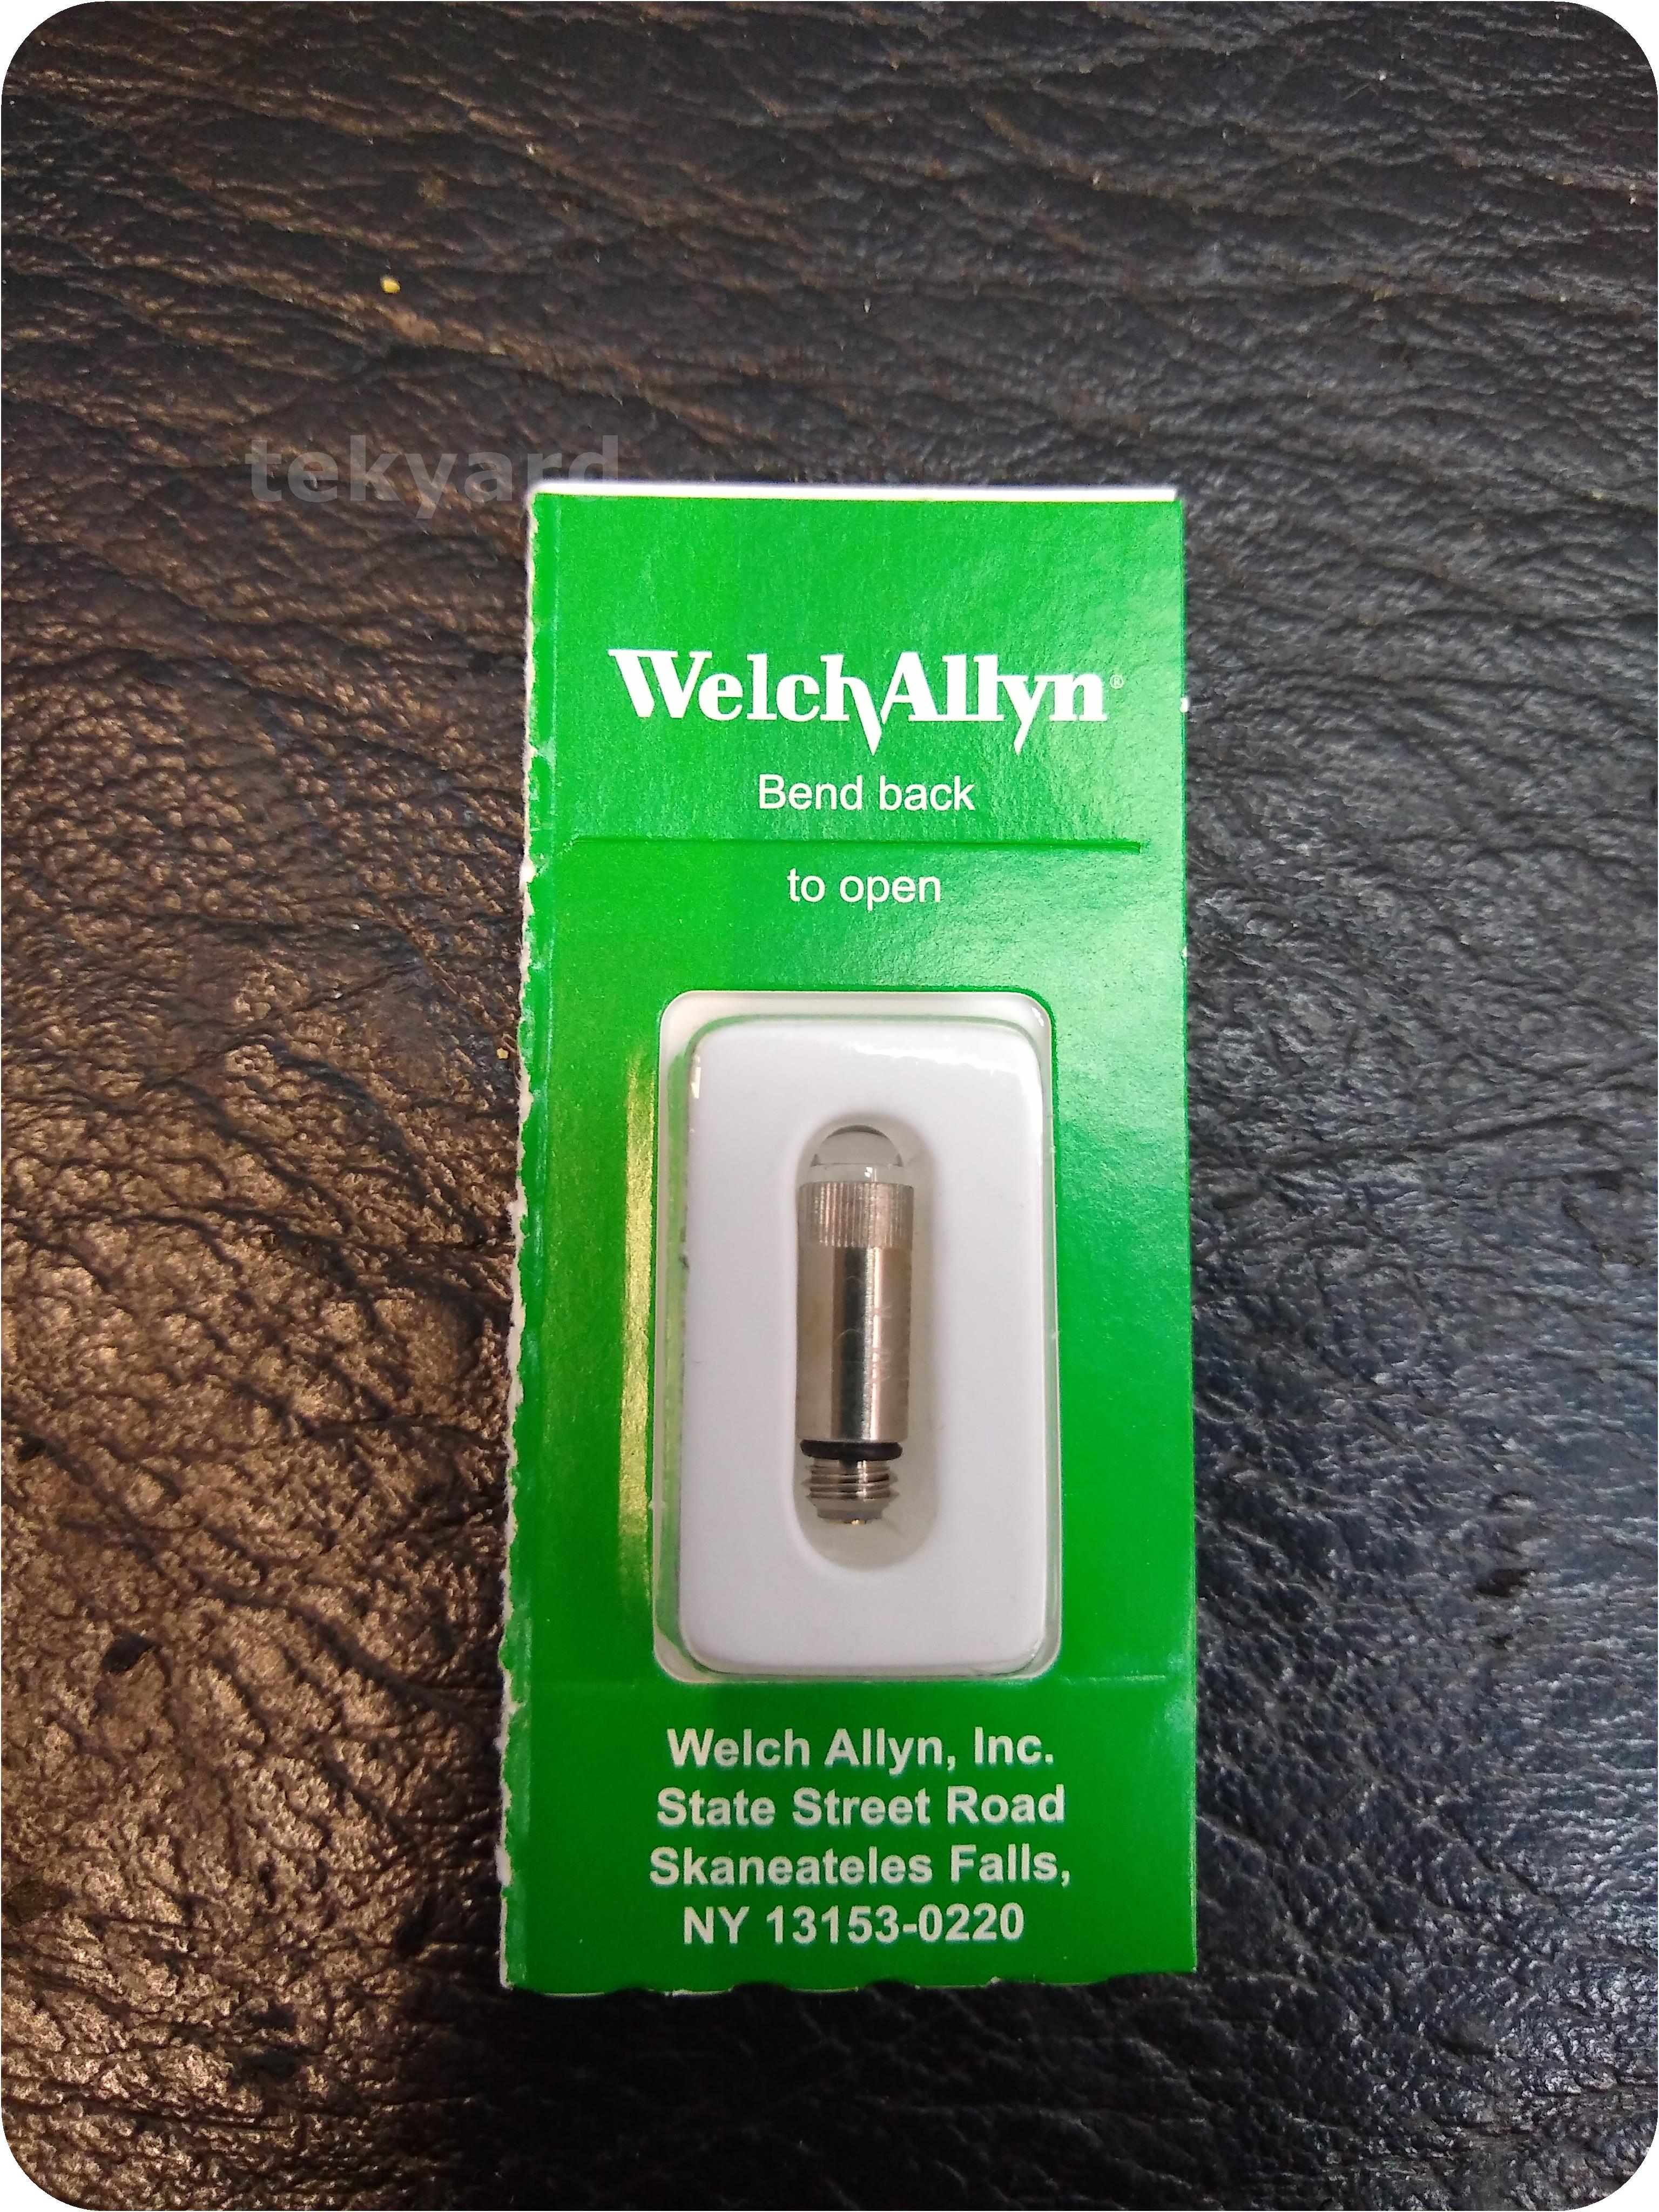 tekyard
WelchAllyn®
Bend back
to open
Welch Allyn, Inc.
State Street Road
Skaneateles Falls,
NY 13153-0220